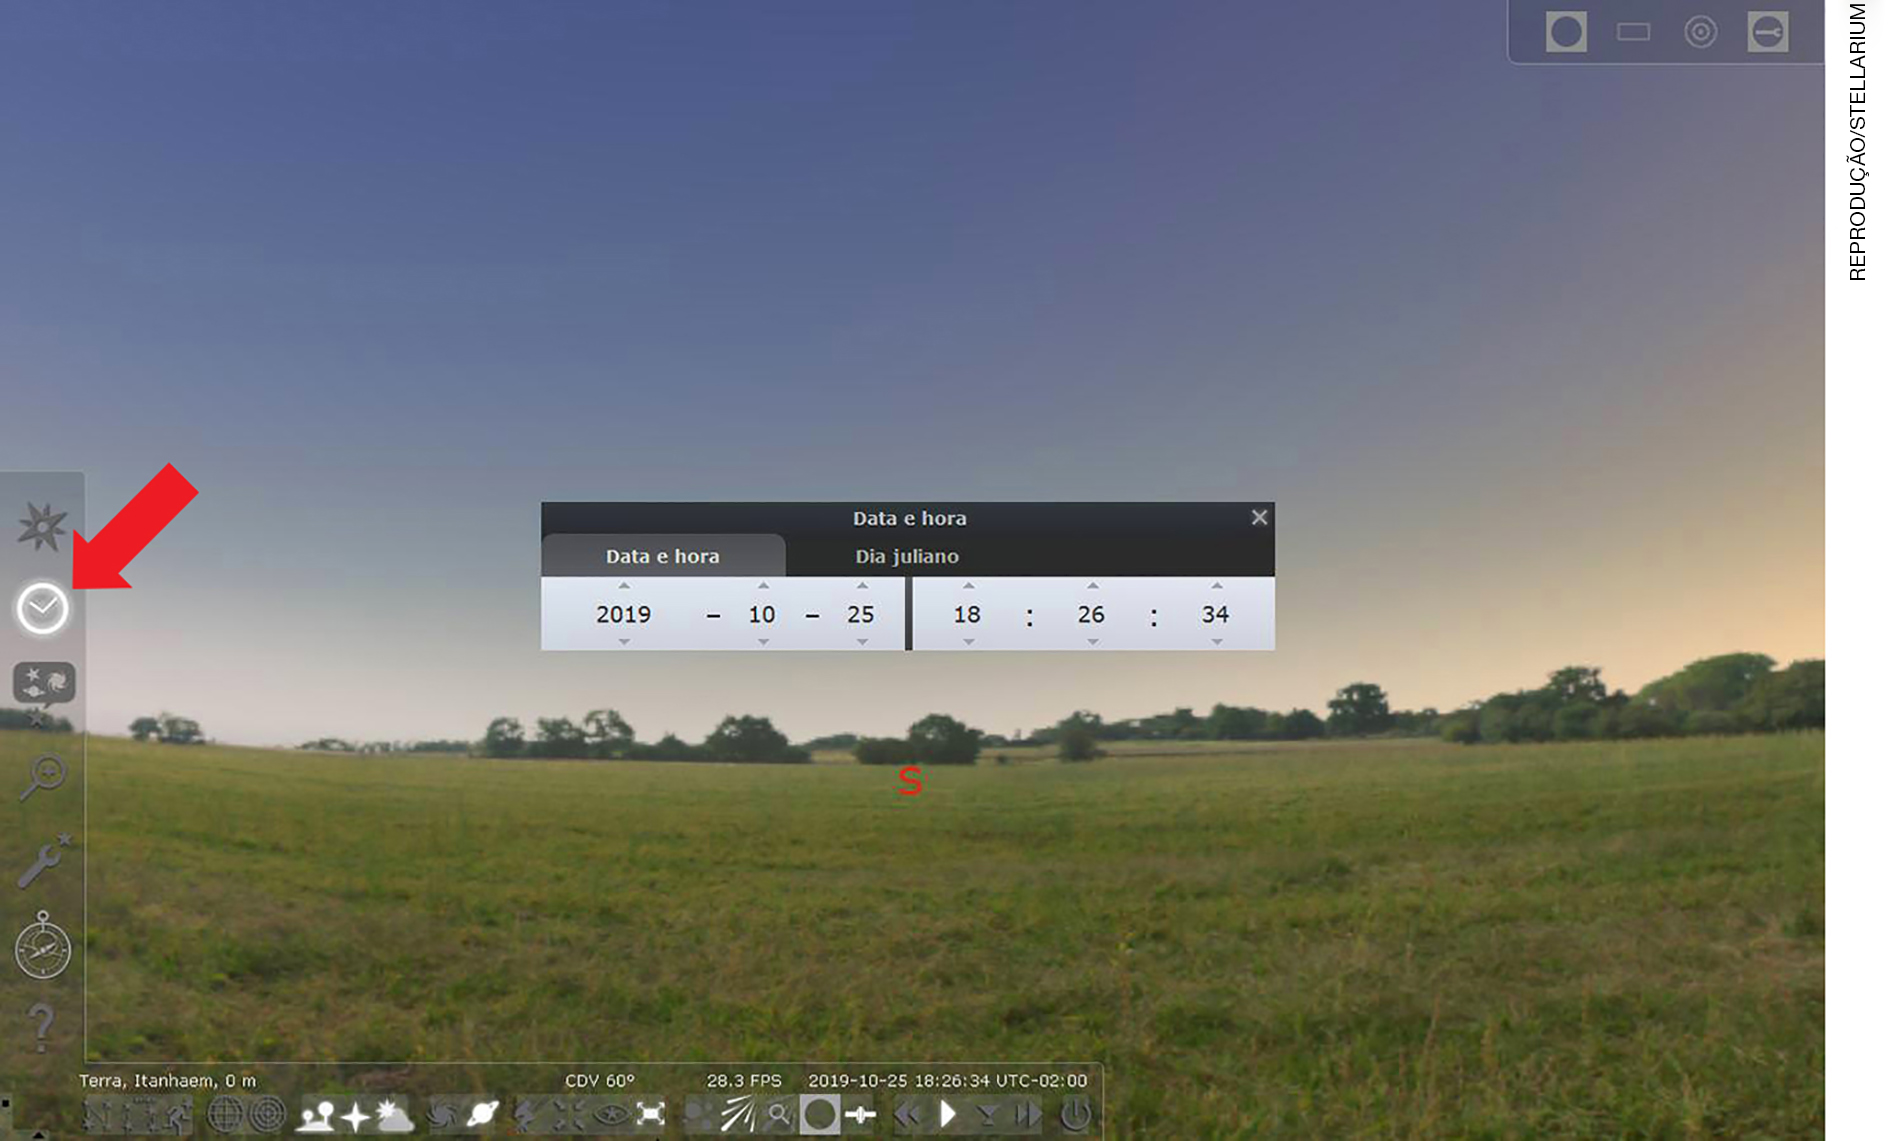 REPRODUÇÃO/STELLARIUM
Data e hora
Data e hora Dia juliano
2019 – 10 – 25 18 : 26 : 34
S
Terra, Itanhaem, 0 m CDV 60° 28.3 FPS 2019-10-25 18:26:34 UTC-02:00